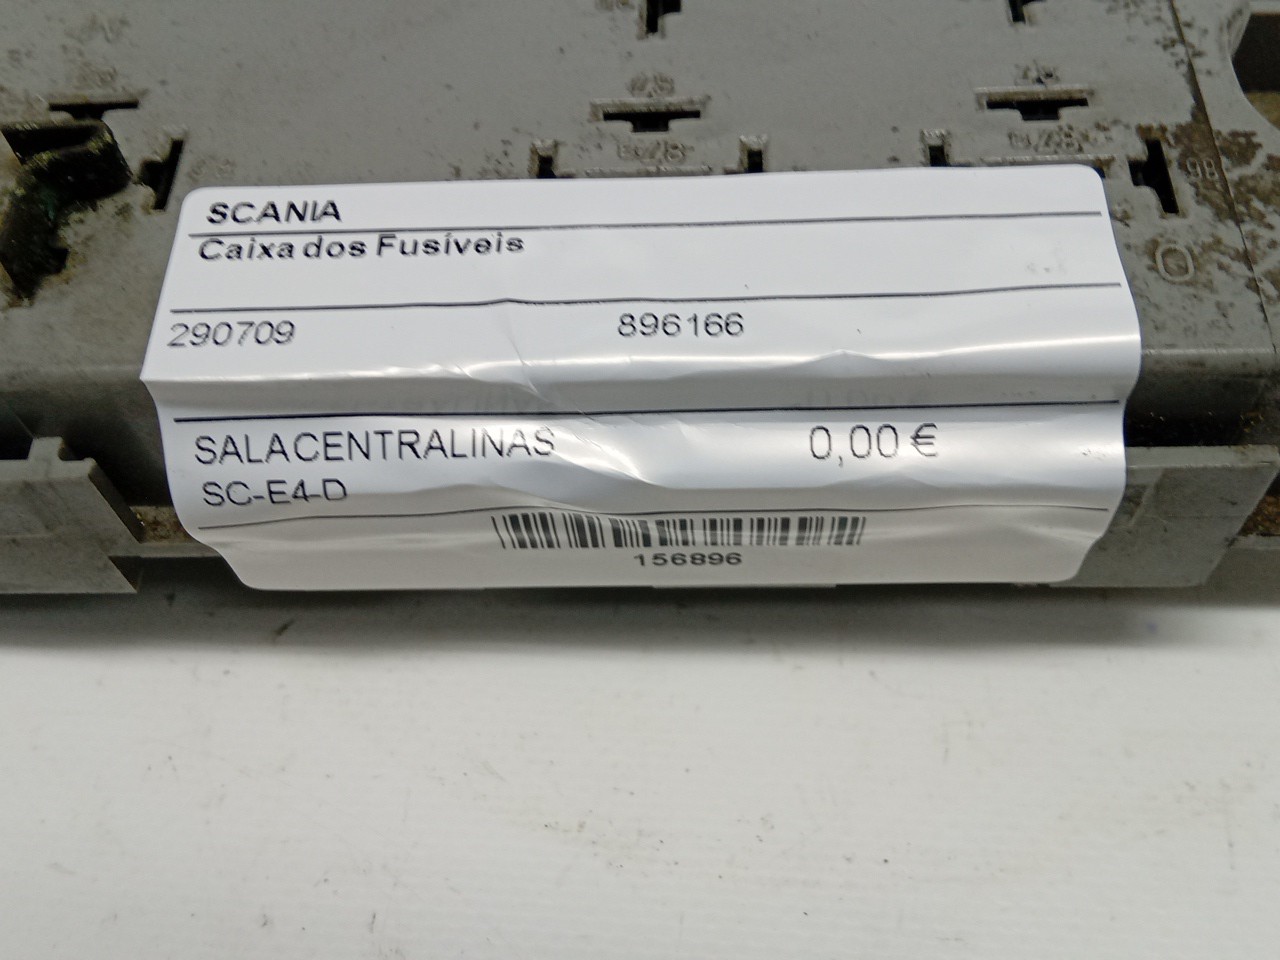 SCANIA
Caixa dos Fusíveis
290709 896166
SALACENTRALINAS 0,00 €
SC-E4-D
156896